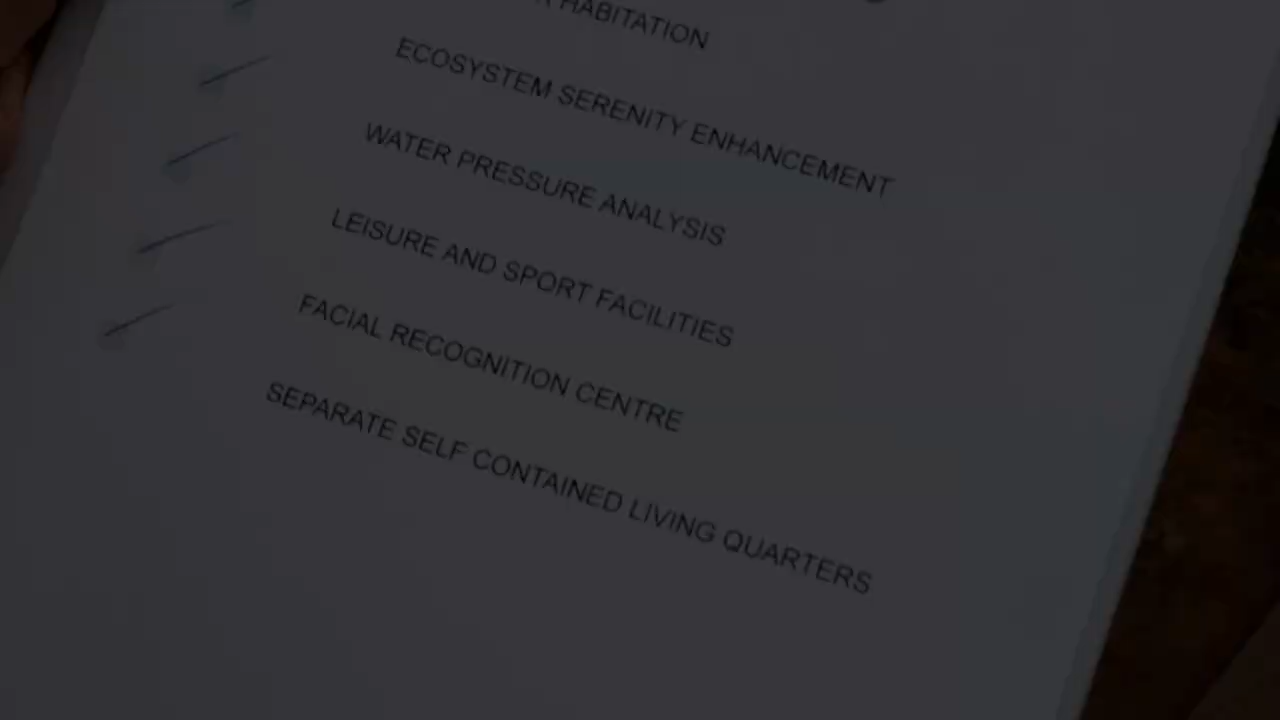 HABITATION
ECOSYSTEM SERENITY ENHANCEMENT
WATER PRESSURE ANALYSIS
LEISURE AND SPORT FACILITIES
FACIAL RECOGNITION CENTRE
SEPARATE SELF CONTAINED LIVING QUARTERS